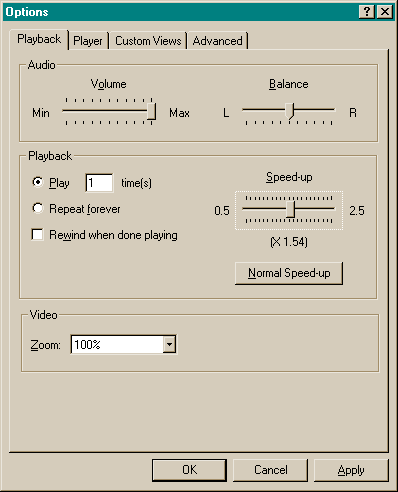 Options
Playback Player Custom Views Advanced
Audio
Volume Balance
Min Max L R
Playback
Play 1 time(s)
Speed-up
Repeat forever
0.5 2.5
Rewind when done playing
(X 1.54)
Normal Speed-up
Video
Zoom: 100%
OK Cancel Apply